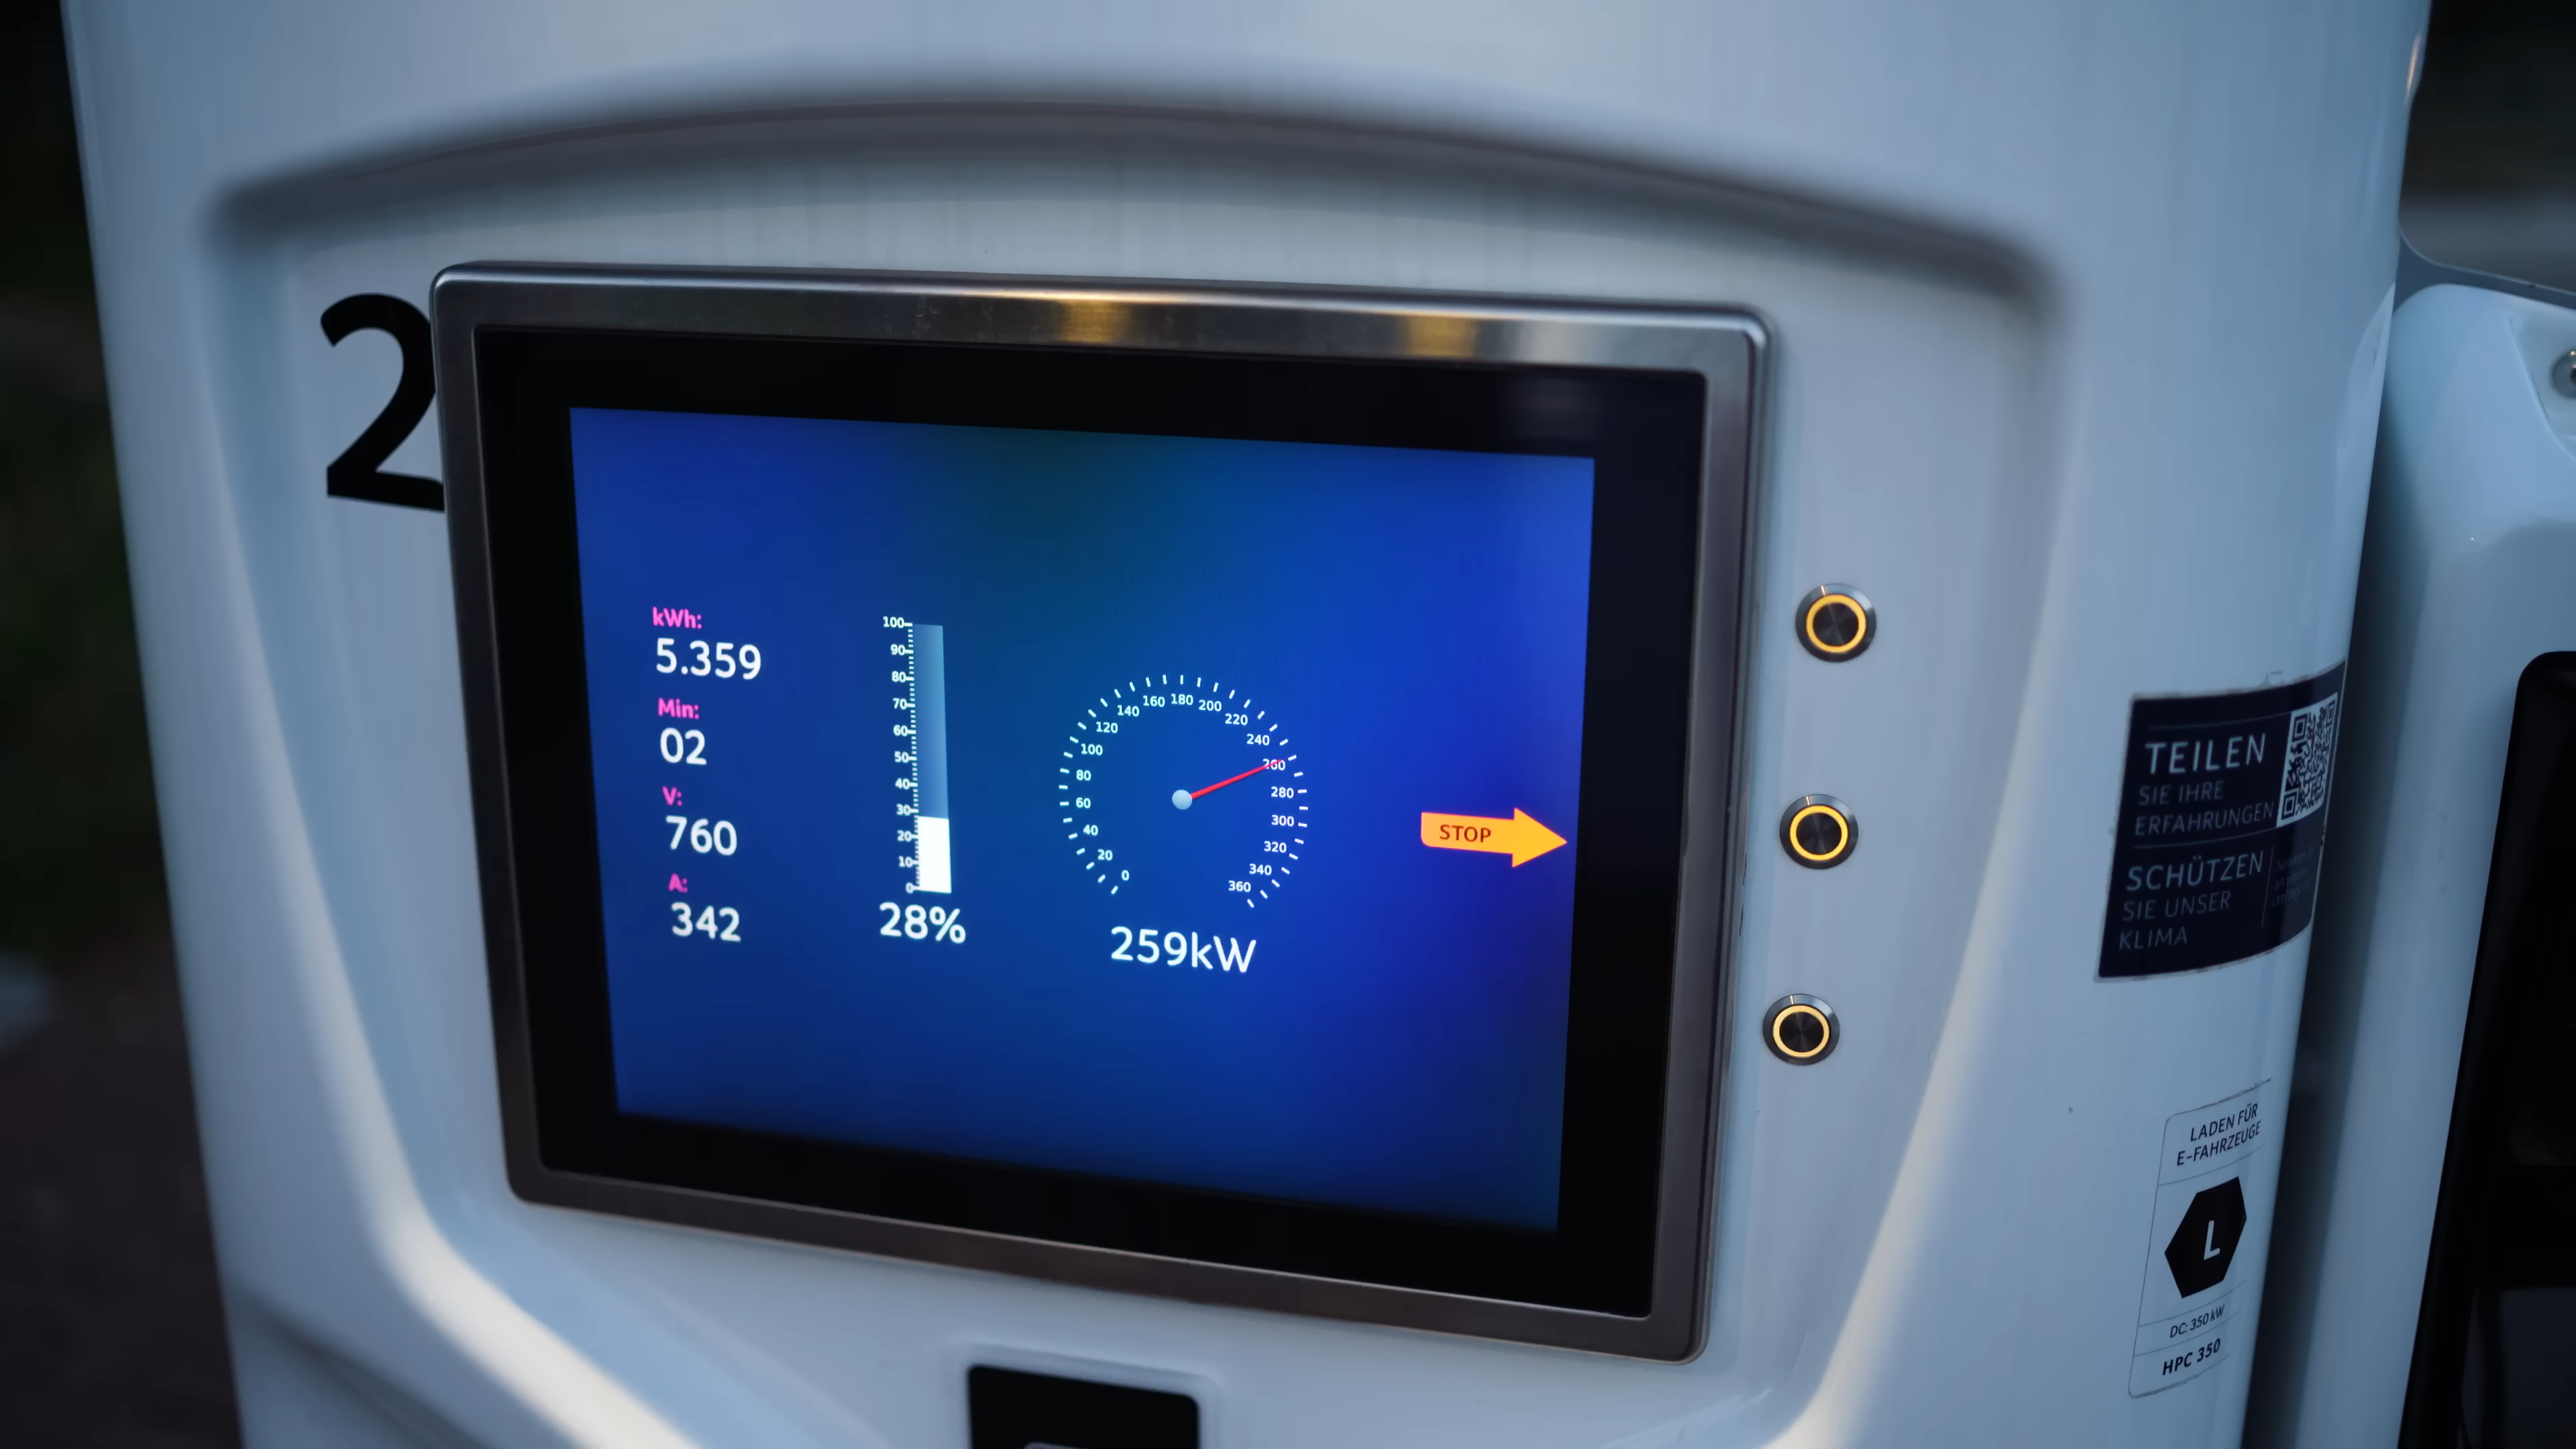 2
kWh:
5.359
Min:
02
V:
760
A:
342
100
90
80
70
60
50
40
30
20
10
0
28%
0
20
40
60
80
100
120
140
160
180
200
220
240
260
280
300
320
340
360
259kW
STOP
TEILEN
SIE IHRE
ERFAHRUNGEN
SCHÜTZEN
SIE UNSER
KLIMA
LADEN FÜR
E-FAHRZEUGE
L
DC: 350 kW
HPC 350